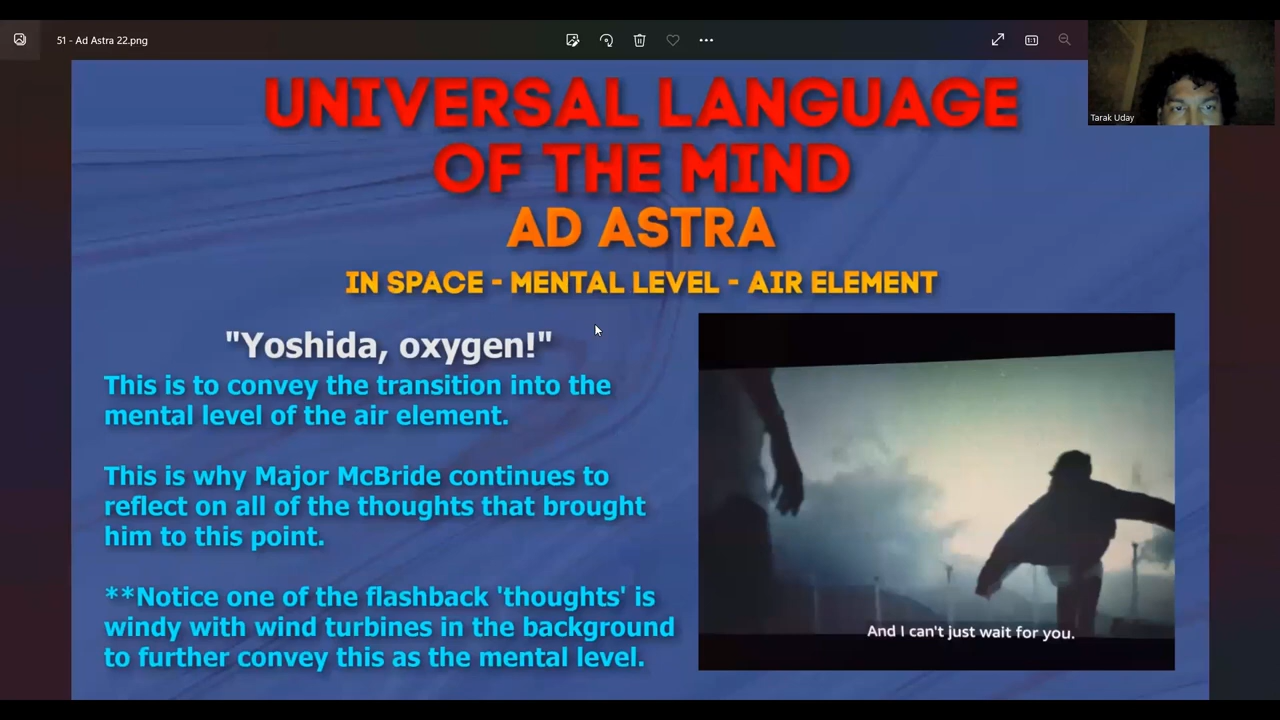 51 - Ad Astra 22.png
Tarak Uday
UNIVERSAL LANGUAGE
OF THE MIND
AD ASTRA
IN SPACE - MENTAL LEVEL - AIR ELEMENT
"Yoshida, oxygen!"
This is to convey the transition into the
mental level of the air element.
This is why Major McBride continues to
reflect on all of the thoughts that brought
him to this point.
**Notice one of the flashback 'thoughts' is
windy with wind turbines in the background
to further convey this as the mental level.
And I can't just wait for you.